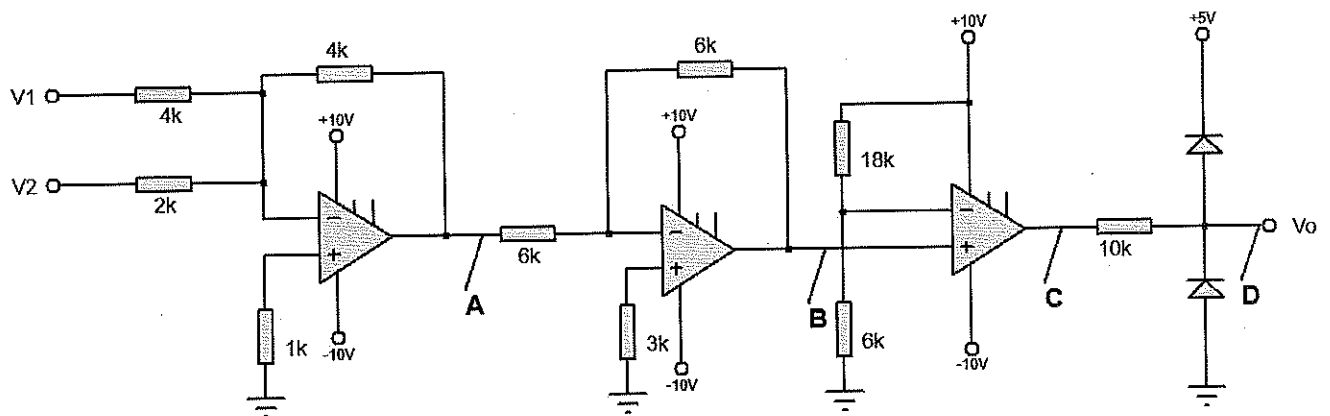 4k
6k
+10V
+5V
V1
4k
+10V
+10V
18k
V2
2k
−
+
6k
−
+
−
+
10k
Vo
A
B
C
D
1k
-10V
3k
-10V
6k
-10V